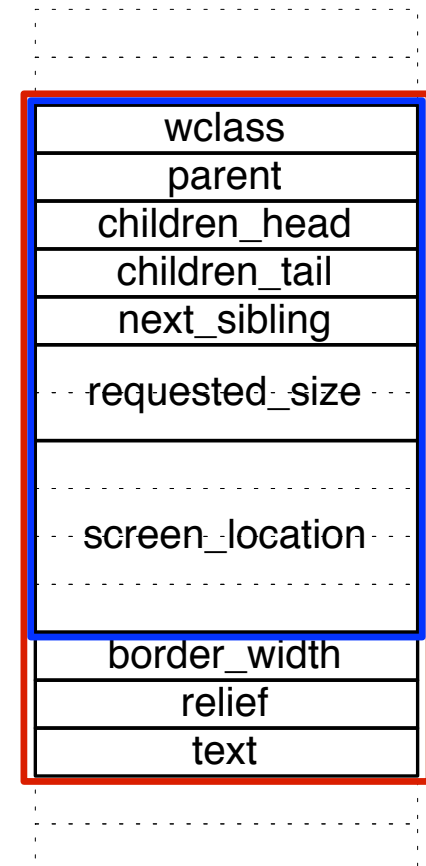 wclass
parent
children_head
children_tail
next_sibling
requested_size
screen_location
border_width
relief
text